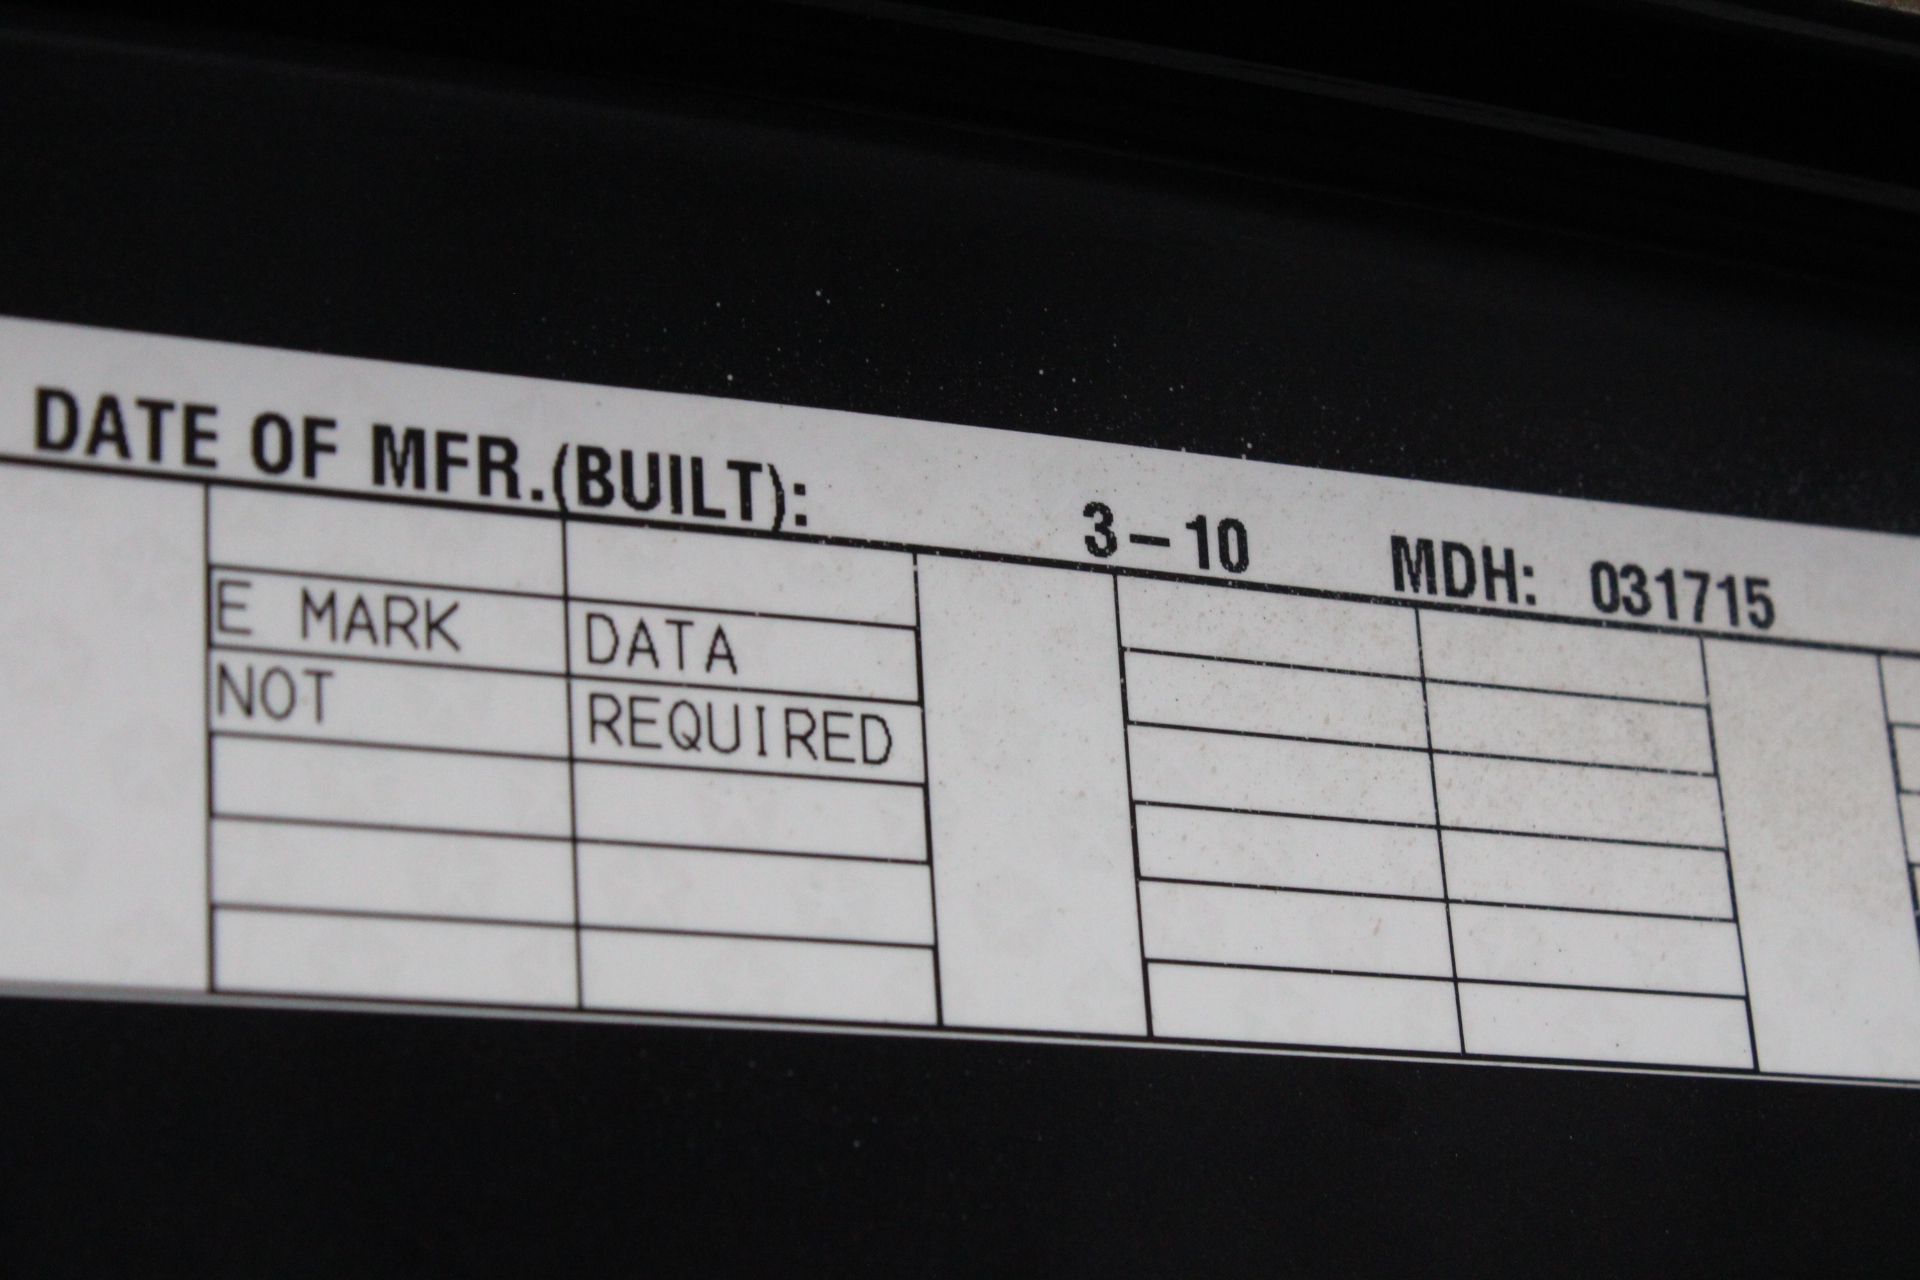 DATE OF MFR.(BUILT): 3-10 MDH: 031715
E MARK DATA
NOT REQUIRED